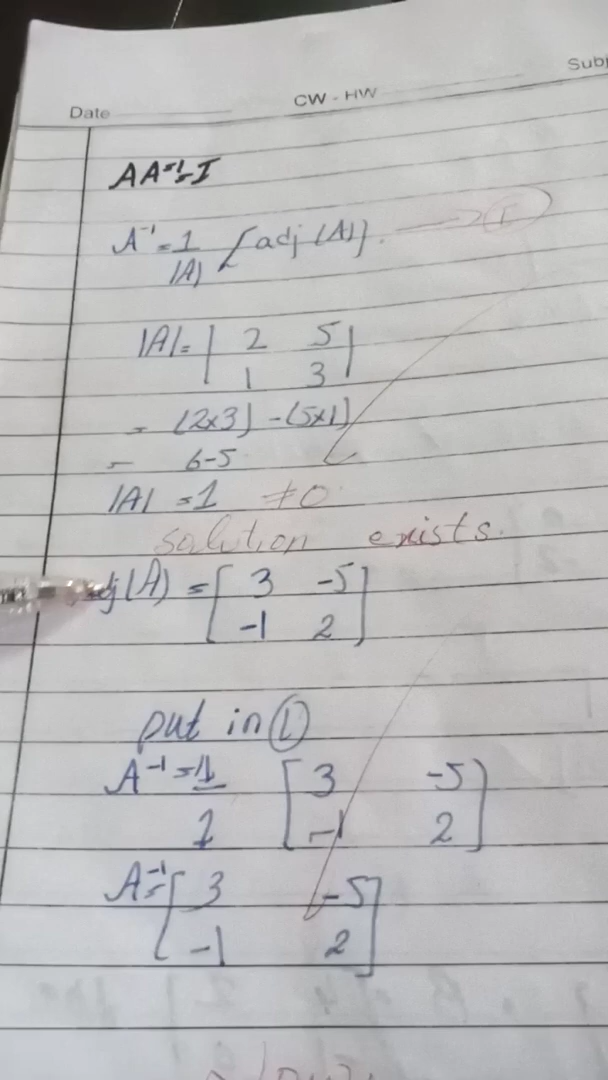 Date CW - HW Subj
AA⁻¹=I
A⁻¹ = 1/|A| [adj(A)]. → ①
|A| = | 2 5 |
| 1 3 |
= (2×3) - (5×1)
= 6-5
|A| = 1 ≠0
solution exists.
adj(A) = [ 3 -5 ]
[ -1 2 ]
put in ①
A⁻¹ = 1/1 [ 3 -5 ]
[ -1 2 ]
A⁻¹ = [ 3 -5 ]
[ -1 2 ]